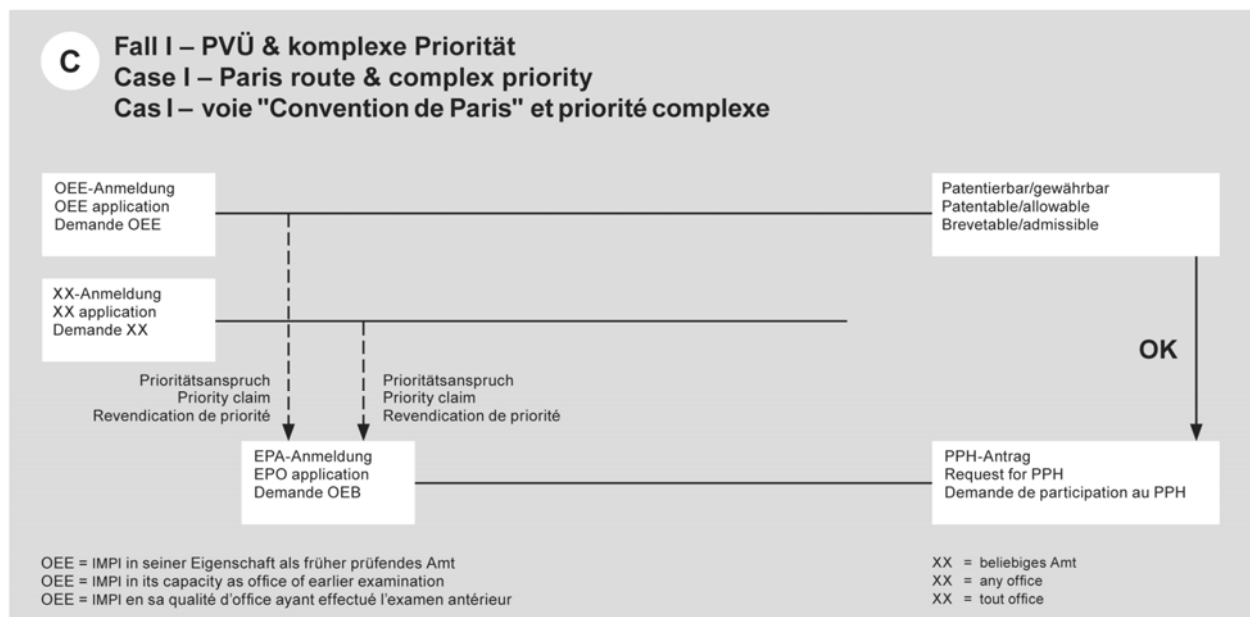 C
Fall I – PVÜ & komplexe Priorität
Case I – Paris route & complex priority
Cas I – voie "Convention de Paris" et priorité complexe
OEE-Anmeldung
OEE application
Demande OEE
Patentierbar/gewährbar
Patentable/allowable
Brevetable/admissible
XX-Anmeldung
XX application
Demande XX
OK
Prioritätsanspruch
Priority claim
Revendication de priorité
Prioritätsanspruch
Priority claim
Revendication de priorité
EPA-Anmeldung
EPO application
Demande OEB
PPH-Antrag
Request for PPH
Demande de participation au PPH
OEE = IMPI in seiner Eigenschaft als früher prüfendes Amt
OEE = IMPI in its capacity as office of earlier examination
OEE = IMPI en sa qualité d'office ayant effectué l'examen antérieur
XX = beliebiges Amt
XX = any office
XX = tout office